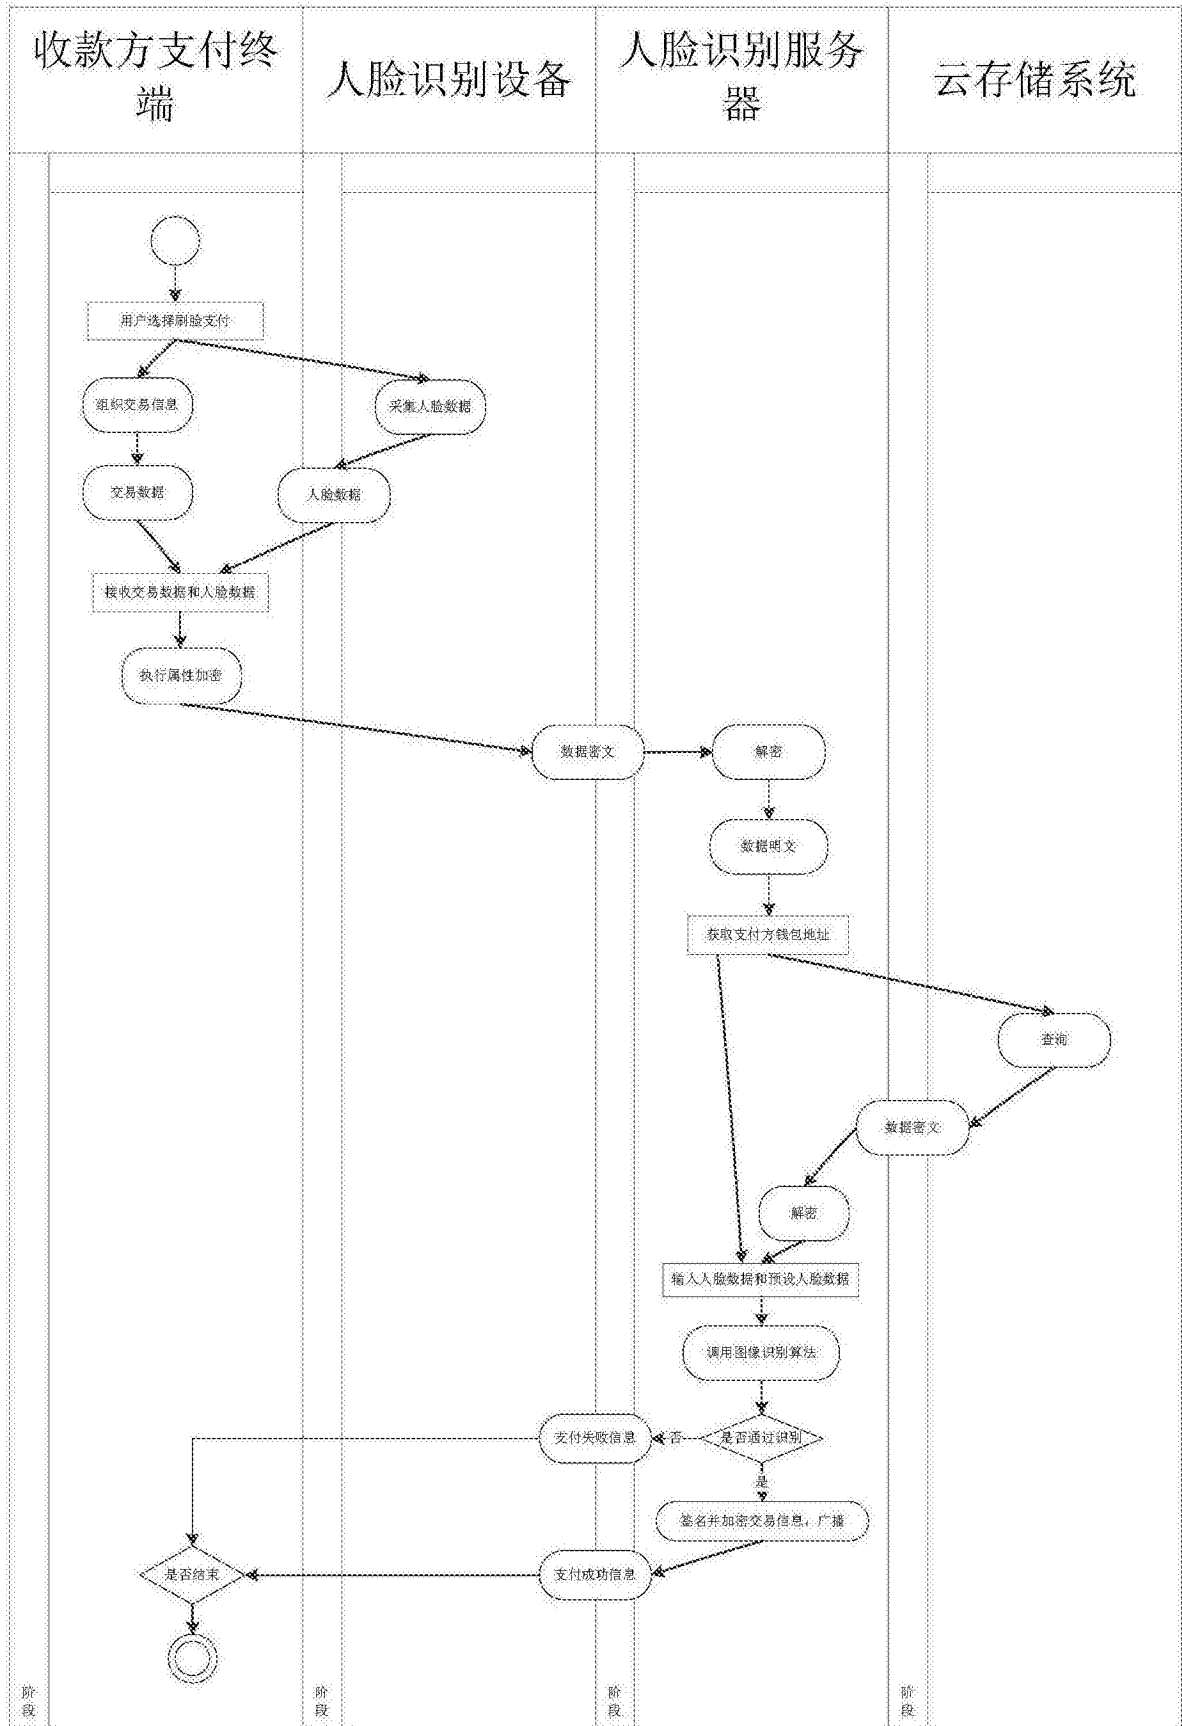 收款方支付终
端
人脸识别设备
人脸识别服务
器
云存储系统
用户选择刷脸支付
组织交易信息
采集人脸数据
交易数据
人脸数据
接收交易数据和人脸数据
执行属性加密
数据密文
解密
数据明文
获取支付方钱包地址
查询
数据密文
解密
输入人脸数据和预设人脸数据
调用图像识别算法
支付失败信息
否
是否通过识别
是
签名并加密交易信息，广播
是否结束
支付成功信息
阶
段
阶
段
阶
段
阶
段